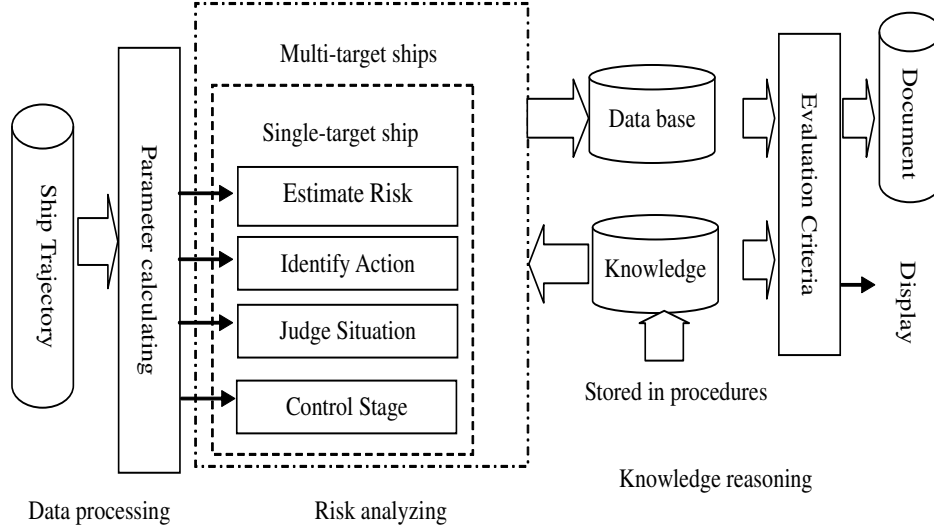 Ship Trajectory
Parameter calculating
Multi-target ships
Single-target ship
Estimate Risk
Identify Action
Judge Situation
Control Stage
Data base
Knowledge
Stored in procedures
Evaluation Criteria
Document
Display
Data processing
Risk analyzing
Knowledge reasoning